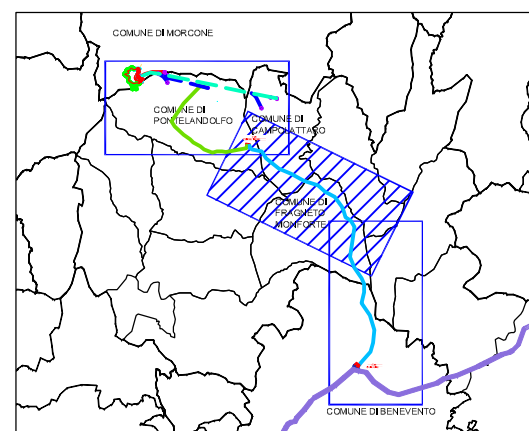 COMUNE DI MORCONE
COMUNE DI
PONTELANDOLFO
COMUNE DI
CAMPOLATTARO
COMUNE DI
FRAGNETO
MONFORTE
COMUNE DI BENEVENTO